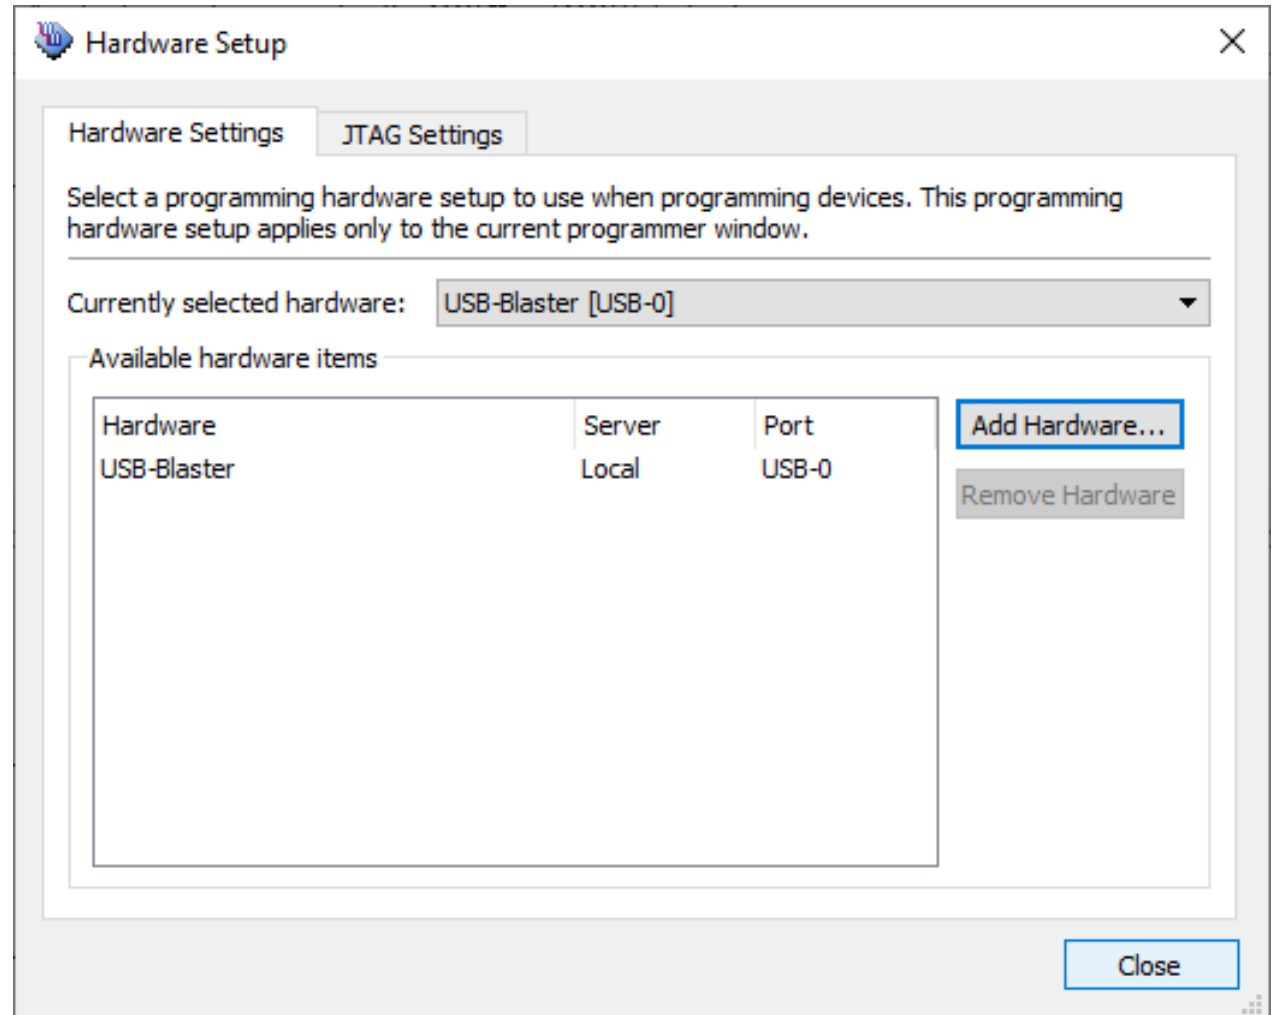 Hardware Setup
Hardware Settings
JTAG Settings
Select a programming hardware setup to use when programming devices. This programming
hardware setup applies only to the current programmer window.
Currently selected hardware:
USB-Blaster [USB-0]
Available hardware items
Hardware Server Port
USB-Blaster Local USB-0
Add Hardware...
Remove Hardware
Close